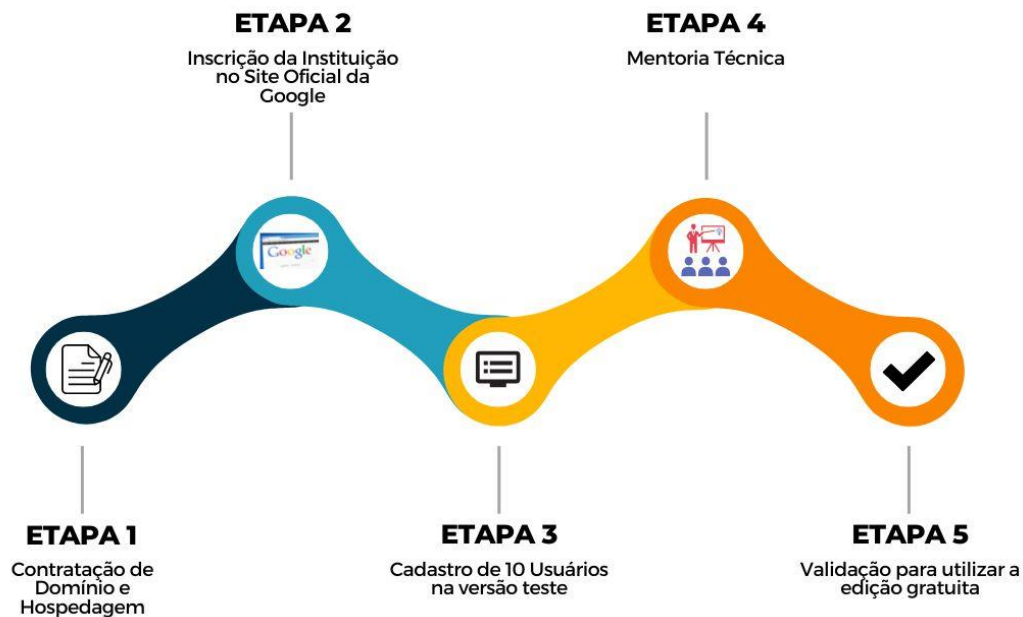 ETAPA 1
Contratação de
Domínio e
Hospedagem
ETAPA 2
Inscrição da Instituição
no Site Oficial da
Google
Google
ETAPA 3
Cadastro de 10 Usuários
na versão teste
ETAPA 4
Mentoria Técnica
ETAPA 5
Validação para utilizar a
edição gratuita